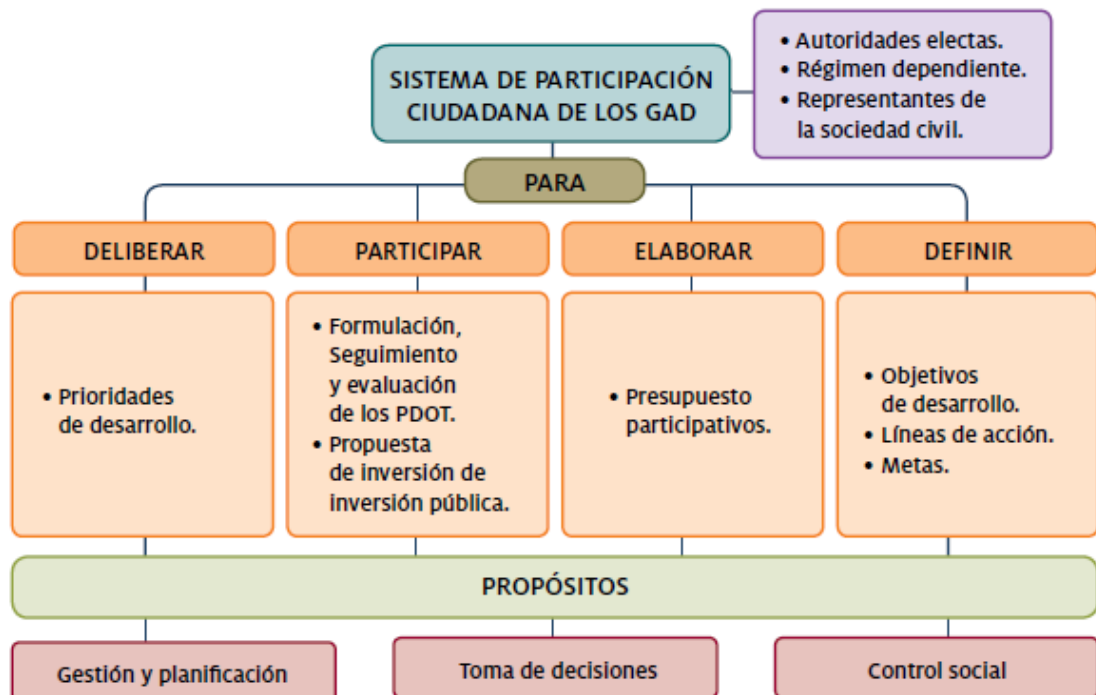 SISTEMA DE PARTICIPACIÓN
CIUDADANA DE LOS GAD
• Autoridades electas.
• Régimen dependiente.
• Representantes de
la sociedad civil.
PARA
DELIBERAR
• Prioridades
de desarrollo.
PARTICIPAR
• Formulación,
Seguimiento
y evaluación
de los PDOT.
• Propuesta
de inversión de
inversión pública.
ELABORAR
• Presupuesto
participativos.
DEFINIR
• Objetivos
de desarrollo.
• Líneas de acción.
• Metas.
PROPÓSITOS
Gestión y planificación
Toma de decisiones
Control social